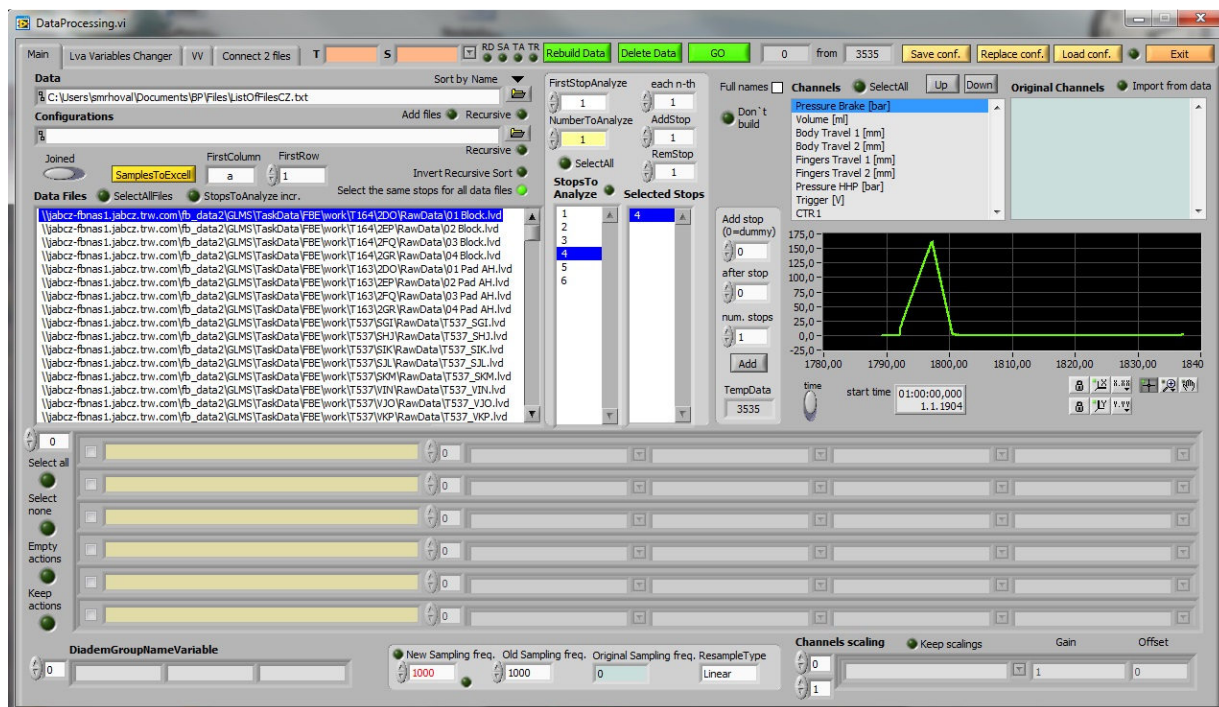 DataProcessing.vi
Main Lva Variables Changer VV Connect 2 files T S RD SA TA TR Rebuild Data Delete Data GO 0 from 3535 Save conf. Replace conf. Load conf. Exit
Data Sort by Name
C:\Users\smrhoval\Documents\BP\Files\ListOfFilesCZ.txt
Configurations Add files Recursive
Recursive
Joined FirstColumn FirstRow
SamplesToExcell a 1 Invert Recursive Sort
Select the same stops for all data files
Data Files SelectAllFiles StopsToAnalyze incr.
\\jabcz-fbnas1.jabcz.trw.com\fb_data2\GLMS\TaskData\FBE\work\T164\2DO\RawData\01 Block.lvd
\\jabcz-fbnas1.jabcz.trw.com\fb_data2\GLMS\TaskData\FBE\work\T164\2EP\RawData\02 Block.lvd
\\jabcz-fbnas1.jabcz.trw.com\fb_data2\GLMS\TaskData\FBE\work\T164\2FQ\RawData\03 Block.lvd
\\jabcz-fbnas1.jabcz.trw.com\fb_data2\GLMS\TaskData\FBE\work\T164\2GR\RawData\04 Block.lvd
\\jabcz-fbnas1.jabcz.trw.com\fb_data2\GLMS\TaskData\FBE\work\T163\2DO\RawData\01 Pad AH.lvd
\\jabcz-fbnas1.jabcz.trw.com\fb_data2\GLMS\TaskData\FBE\work\T163\2EP\RawData\02 Pad AH.lvd
\\jabcz-fbnas1.jabcz.trw.com\fb_data2\GLMS\TaskData\FBE\work\T163\2FQ\RawData\03 Pad AH.lvd
\\jabcz-fbnas1.jabcz.trw.com\fb_data2\GLMS\TaskData\FBE\work\T163\2GR\RawData\04 Pad AH.lvd
\\jabcz-fbnas1.jabcz.trw.com\fb_data2\GLMS\TaskData\FBE\work\T537\SGI\RawData\T537_SGI.lvd
\\jabcz-fbnas1.jabcz.trw.com\fb_data2\GLMS\TaskData\FBE\work\T537\SHJ\RawData\T537_SHJ.lvd
\\jabcz-fbnas1.jabcz.trw.com\fb_data2\GLMS\TaskData\FBE\work\T537\SIK\RawData\T537_SIK.lvd
\\jabcz-fbnas1.jabcz.trw.com\fb_data2\GLMS\TaskData\FBE\work\T537\SJL\RawData\T537_SJL.lvd
\\jabcz-fbnas1.jabcz.trw.com\fb_data2\GLMS\TaskData\FBE\work\T537\SKM\RawData\T537_SKM.lvd
\\jabcz-fbnas1.jabcz.trw.com\fb_data2\GLMS\TaskData\FBE\work\T537\VIN\RawData\T537_VIN.lvd
\\jabcz-fbnas1.jabcz.trw.com\fb_data2\GLMS\TaskData\FBE\work\T537\VJO\RawData\T537_VJO.lvd
\\jabcz-fbnas1.jabcz.trw.com\fb_data2\GLMS\TaskData\FBE\work\T537\VKP\RawData\T537_VKP.lvd
FirstStopAnalyze each n-th
1 1
NumberToAnalyze AddStop
1 1
SelectAll RemStop
1
StopsTo
Analyze Selected Stops
1 4
2
3
4
5
6
Full names
Don`t
build
Add stop
(0=dummy)
0
after stop
0
num. stops
1
Add
TempData
3535
Channels SelectAll Up Down Original Channels Import from data
Pressure Brake [bar]
Volume [ml]
Body Travel 1 [mm]
Body Travel 2 [mm]
Fingers Travel 1 [mm]
Fingers Travel 2 [mm]
Pressure HHP [bar]
Trigger [V]
CTR1
175,0
150,0
125,0
100,0
75,0
50,0
25,0
0,0
-25,0
1780,00 1790,00 1800,00 1810,00 1820,00 1830,00 1840
time start time 01:00:00,000
1.1.1904
X.XX
Y.YY
0
Select all
Select
none
Empty
actions
Keep
actions
0
0
0
0
0
0
DiademGroupNameVariable
0
New Sampling freq. Old Sampling freq. Original Sampling freq. ResampleType
1000 1000 0 Linear
Channels scaling Keep scalings Gain Offset
0 1 0
1